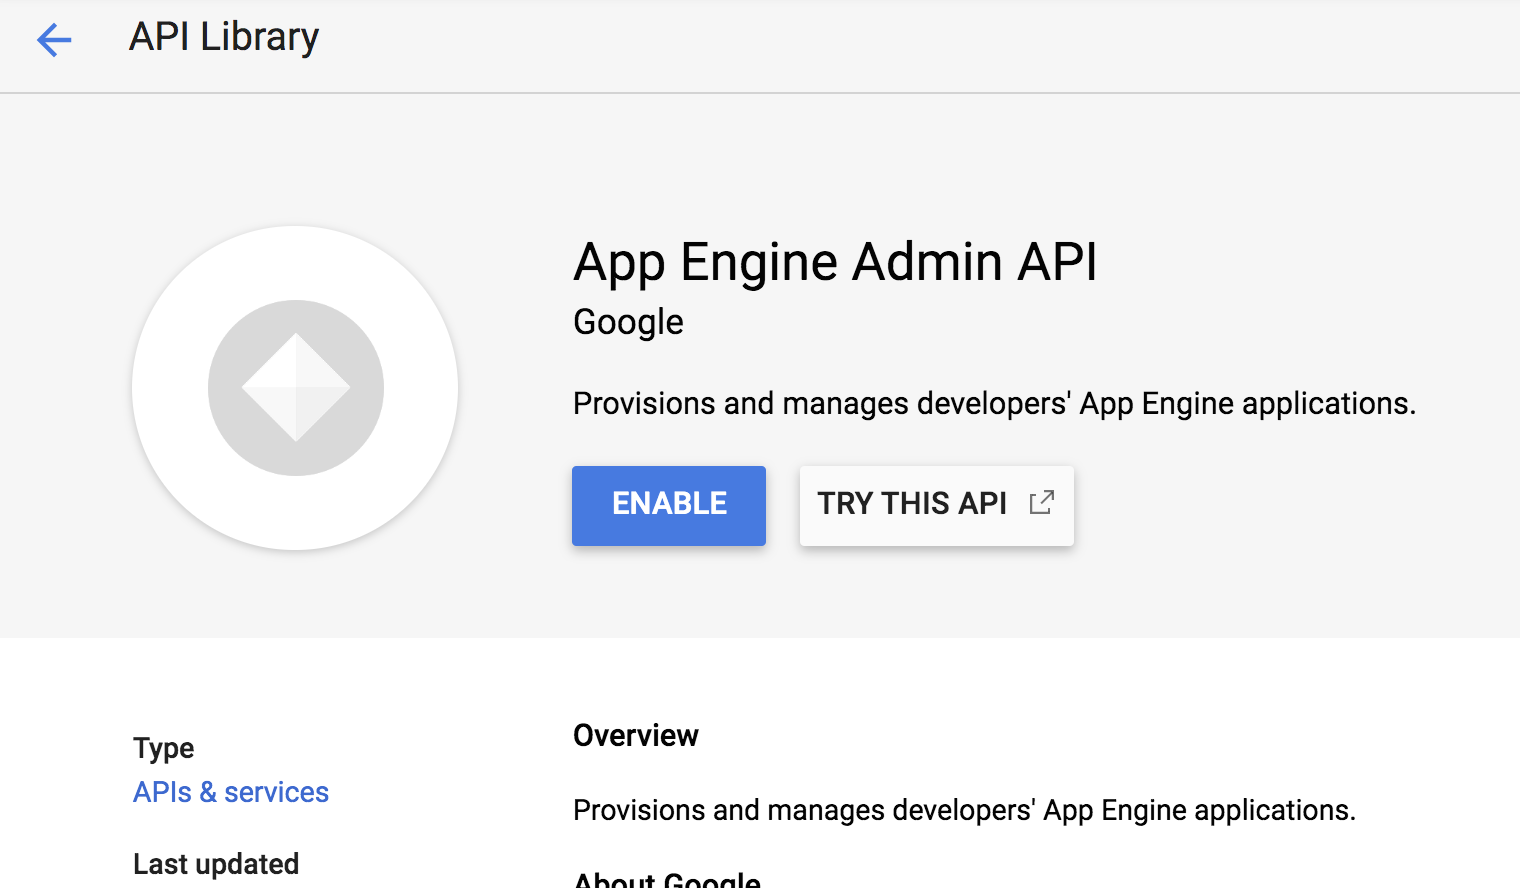 API Library
App Engine Admin API
Google
Provisions and manages developers' App Engine applications.
ENABLE
TRY THIS API
Type
APIs & services
Last updated
Overview
Provisions and manages developers' App Engine applications.
About Google